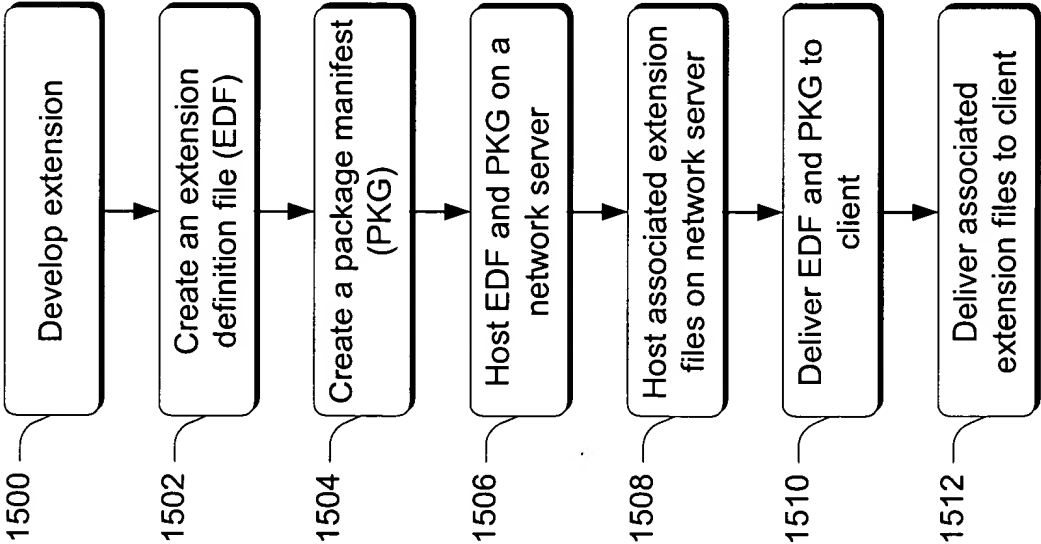 1500
Develop extension
1502
Create an extension
definition file (EDF)
1504
Create a package manifest
(PKG)
1506
Host EDF and PKG on a
network server
1508
Host associated extension
files on network server
1510
Deliver EDF and PKG to
client
1512
Deliver associated
extension files to client